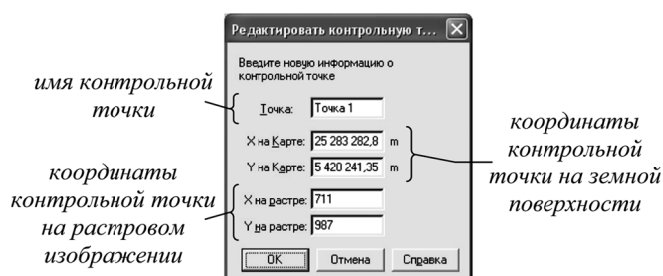 Редактировать контрольную т...
Введите новую информацию о
контрольной точке
имя контрольной
точки
Точка: Точка 1
X на Карте: 25 283 282,8 m
Y на Карте: 5 420 241,35 m
координаты
контрольной
точки на земной
поверхности
координаты
контрольной точки
на растровом
изображении
X на растре: 711
Y на растре: 987
OK Отмена Справка